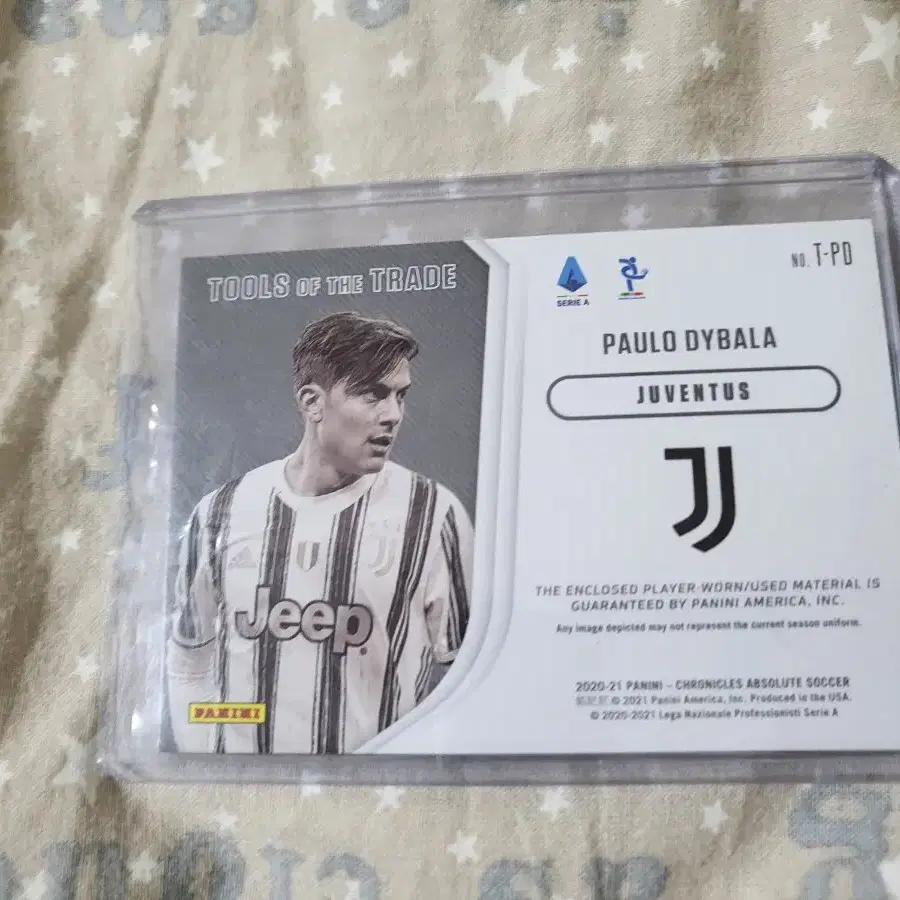 TOOLS OF THE TRADE
Jeep
PANINI
SERIE A
NO. T-PD
PAULO DYBALA
JUVENTUS
THE ENCLOSED PLAYER-WORN/USED MATERIAL IS
GUARANTEED BY PANINI AMERICA, INC.
Any image depicted may not represent the current season uniform.
2020-21 PANINI - CHRONICLES ABSOLUTE SOCCER
© 2021 Panini America, Inc. Produced in the USA.
© 2020-2021 Lega Nazionale Professionisti Serie A